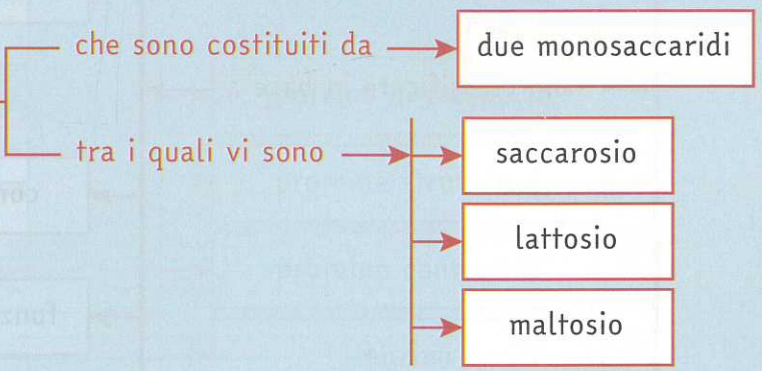 che sono costituiti da
due monosaccaridi
tra i quali vi sono
saccarosio
lattosio
maltosio